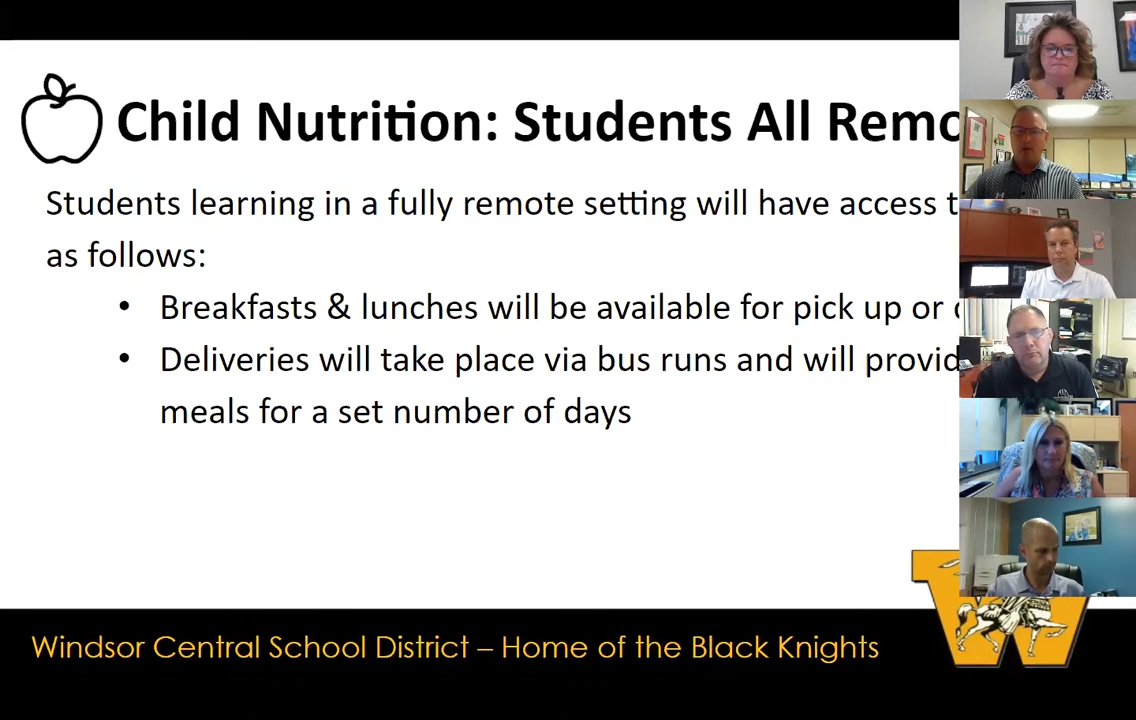 Child Nutrition: Students All Remo
Students learning in a fully remote setting will have access t
as follows:
• Breakfasts & lunches will be available for pick up or
• Deliveries will take place via bus runs and will provid
meals for a set number of days
W
Windsor Central School District – Home of the Black Knights